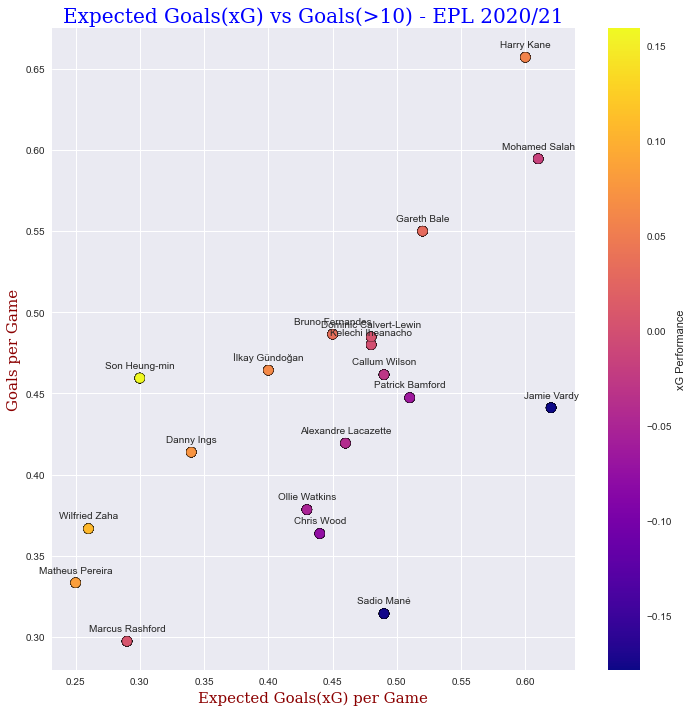 Expected Goals(xG) vs Goals(>10) - EPL 2020/21
Harry Kane
Mohamed Salah
Gareth Bale
Bruno Fernandes
Dominic Calvert-Lewin
Kelechi Iheanacho
Callum Wilson
İlkay Gündoğan
Son Heung-min
Patrick Bamford
Jamie Vardy
Alexandre Lacazette
Danny Ings
Ollie Watkins
Chris Wood
Wilfried Zaha
Matheus Pereira
Sadio Mané
Marcus Rashford
0.65
0.60
0.55
0.50
0.45
0.40
0.35
0.30
Goals per Game
0.25
0.30
0.35
0.40
0.45
0.50
0.55
0.60
Expected Goals(xG) per Game
0.15
0.10
0.05
0.00
−0.05
−0.10
−0.15
xG Performance